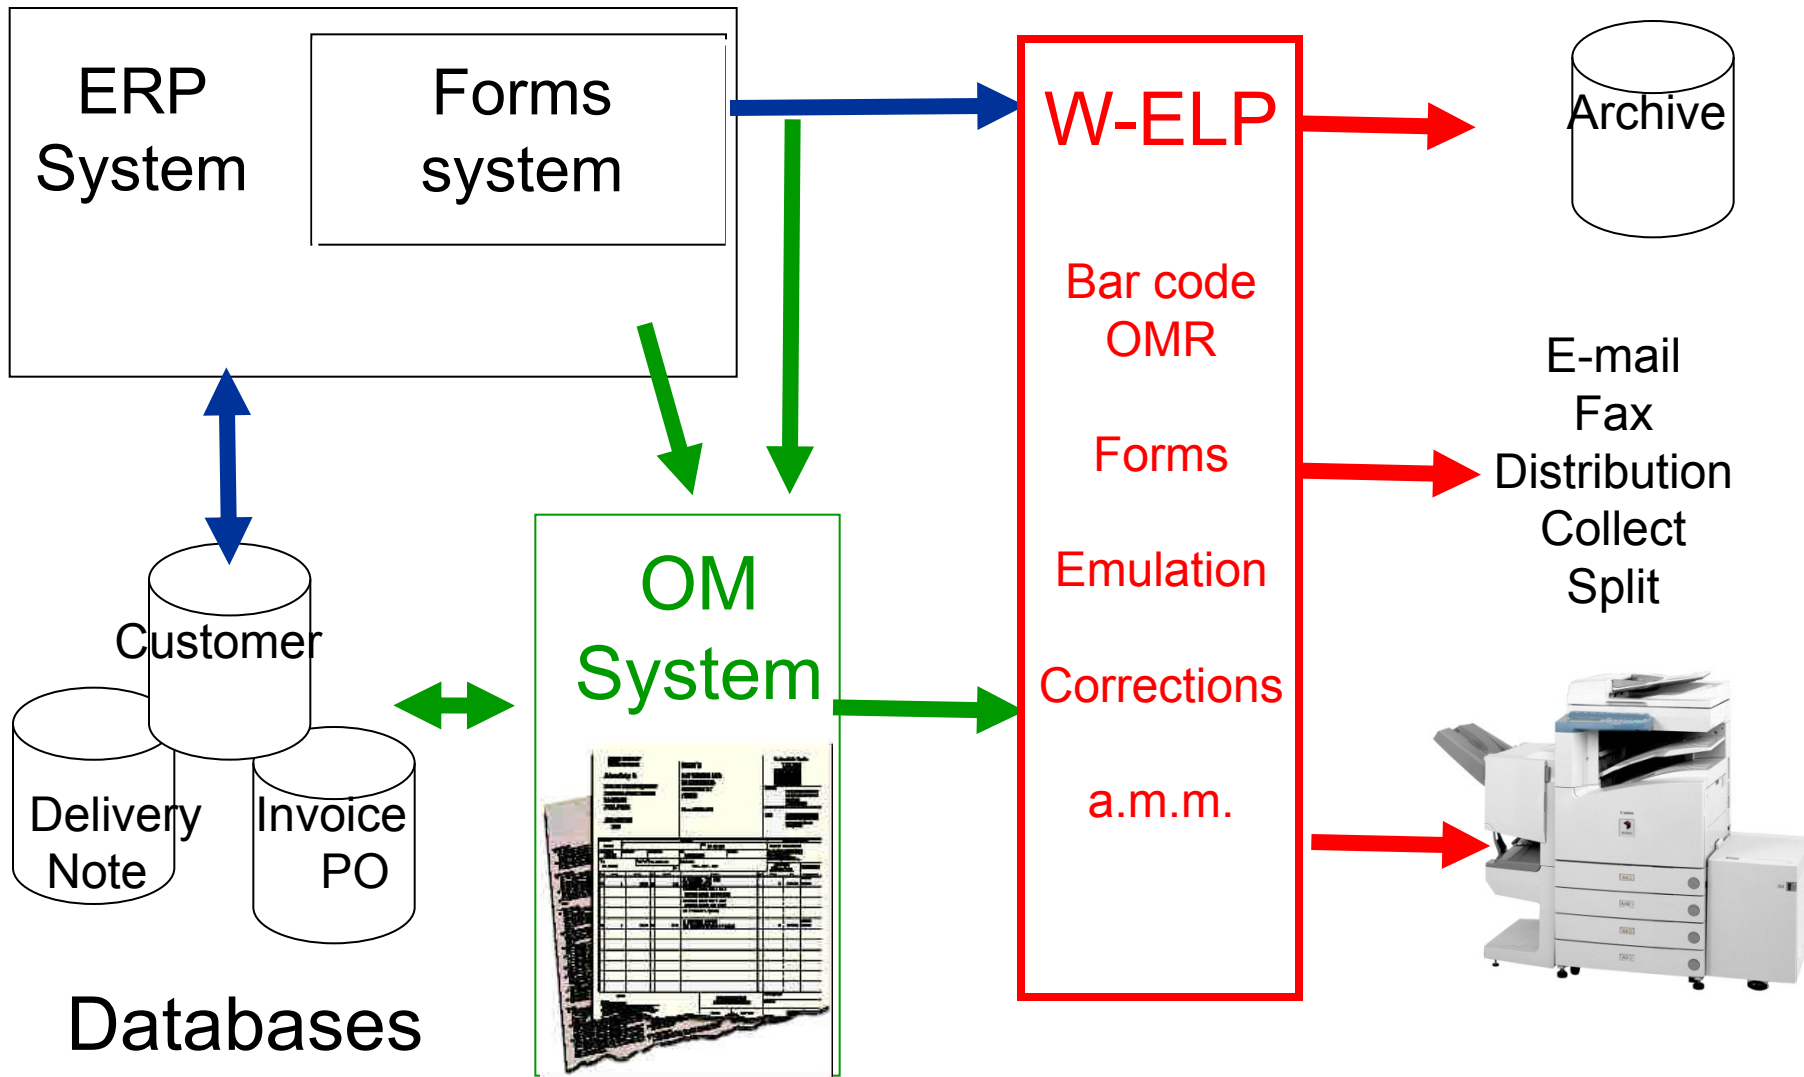 ERP
System
Forms
system
W-ELP
Bar code
OMR
Forms
Emulation
Corrections
a.m.m.
Archive
E-mail
Fax
Distribution
Collect
Split
OM
System
Customer
Delivery
Note
Invoice
PO
Databases